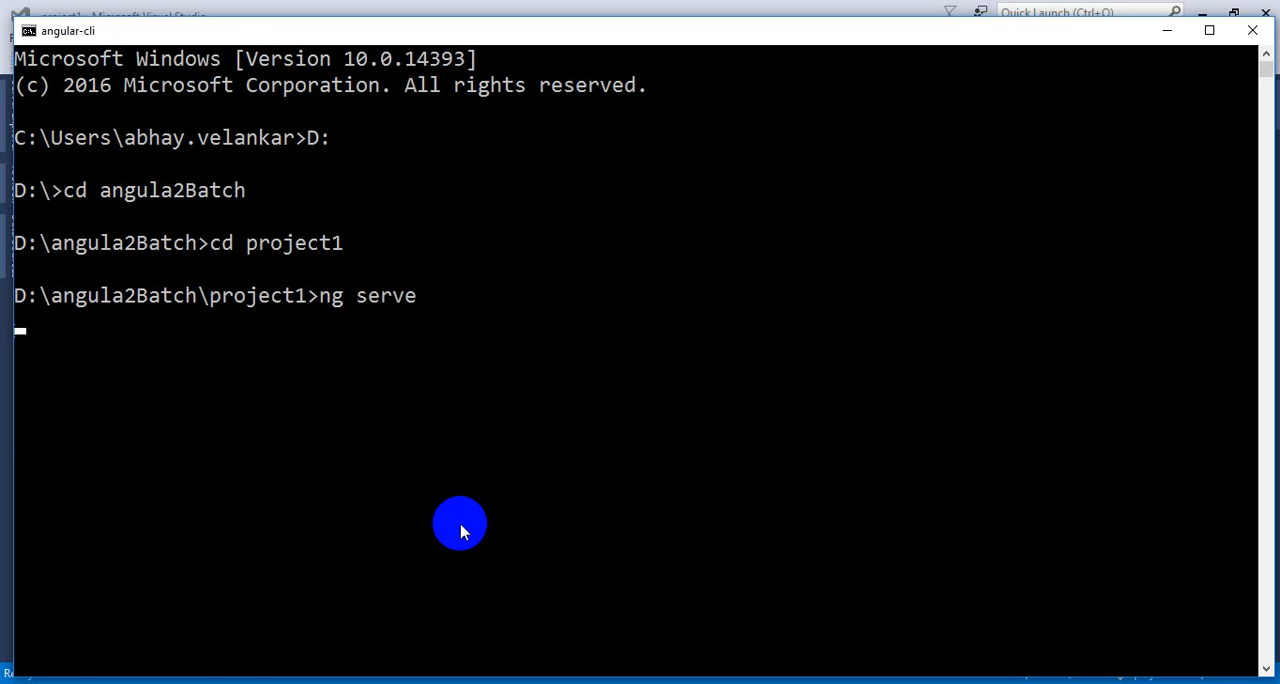 Quick Launch (Ctrl+Q)
angular-cli
Microsoft Windows [Version 10.0.14393]
(c) 2016 Microsoft Corporation. All rights reserved.
C:\Users\abhay.velankar>D:
D:\>cd angula2Batch
D:\angula2Batch>cd project1
D:\angula2Batch\project1>ng serve